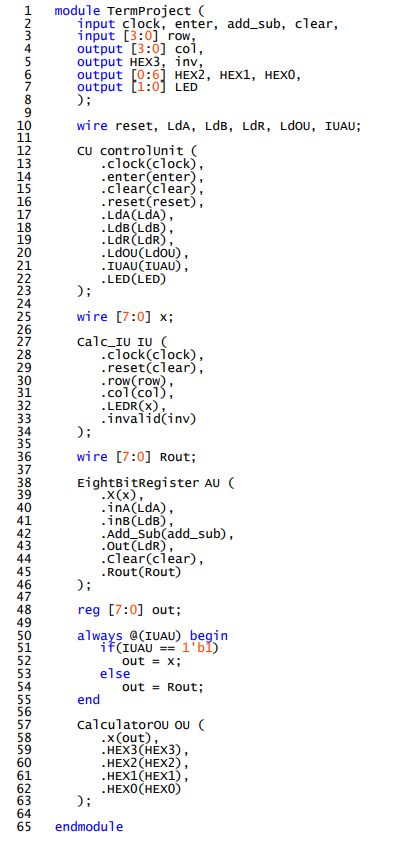 1 module TermProject (
2 input clock, enter, add_sub, clear,
3 input [3:0] row,
4 output [3:0] col,
5 output HEX3, inv,
6 output [0:6] HEX2, HEX1, HEX0,
7 output [1:0] LED
8 );
9
10 wire reset, LdA, LdB, LdR, LdOU, IUAU;
11
12 CU controlUnit (
13 .clock(clock),
14 .enter(enter),
15 .clear(clear),
16 .reset(reset),
17 .LdA(LdA),
18 .LdB(LdB),
19 .LdR(LdR),
20 .LdOU(LdOU),
21 .IUAU(IUAU),
22 .LED(LED)
23 );
24
25 wire [7:0] x;
26
27 Calc_IU IU (
28 .clock(clock),
29 .reset(clear),
30 .row(row),
31 .col(col),
32 .LEDR(x),
33 .invalid(inv)
34 );
35
36 wire [7:0] Rout;
37
38 EightBitRegister AU (
39 .X(x),
40 .inA(LdA),
41 .inB(LdB),
42 .Add_Sub(add_sub),
43 .Out(LdR),
44 .Clear(clear),
45 .Rout(Rout)
46 );
47
48 reg [7:0] out;
49
50 always @(IUAU) begin
51 if(IUAU == 1'b1)
52 out = x;
53 else
54 out = Rout;
55 end
56
57 CalculatorOU OU (
58 .x(out),
59 .HEX3(HEX3),
60 .HEX2(HEX2),
61 .HEX1(HEX1),
62 .HEX0(HEX0)
63 );
64
65 endmodule